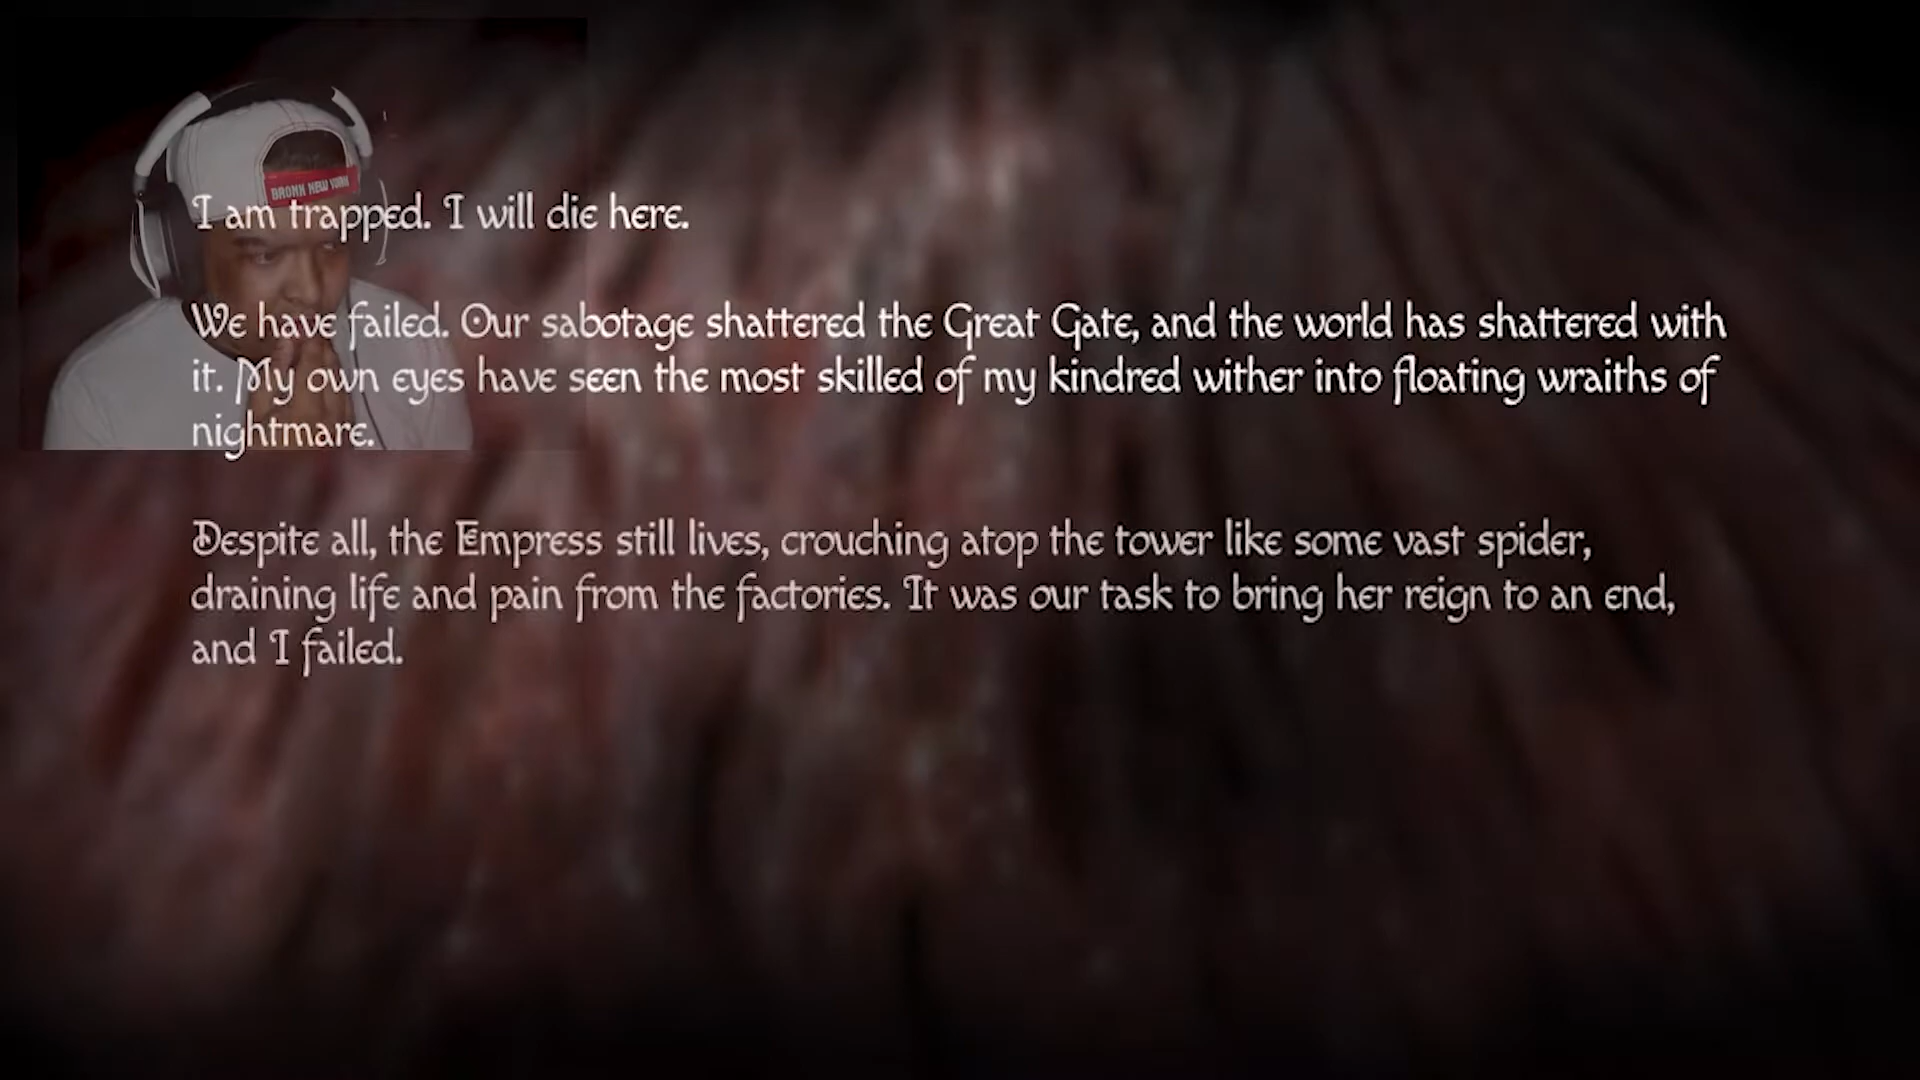 BRONX NEW YORK
I am trapped. I will die here.
We have failed. Our sabotage shattered the Great Gate, and the world has shattered with
it. My own eyes have seen the most skilled of my kindred wither into floating wraiths of
nightmare.
Despite all, the Empress still lives, crouching atop the tower like some vast spider,
draining life and pain from the factories. It was our task to bring her reign to an end,
and I failed.